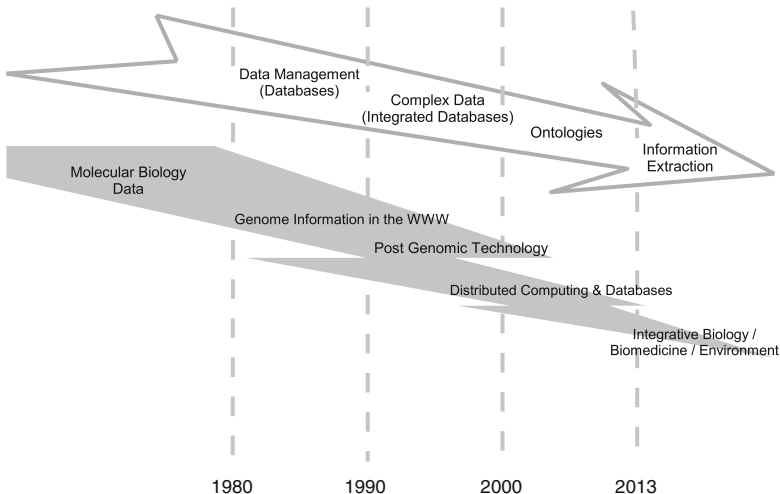 Data Management
(Databases)
Complex Data
(Integrated Databases)
Ontologies
Information
Extraction
Molecular Biology
Data
Genome Information in the WWW
Post Genomic Technology
Distributed Computing & Databases
Integrative Biology /
Biomedicine / Environment
1980 1990 2000 2013